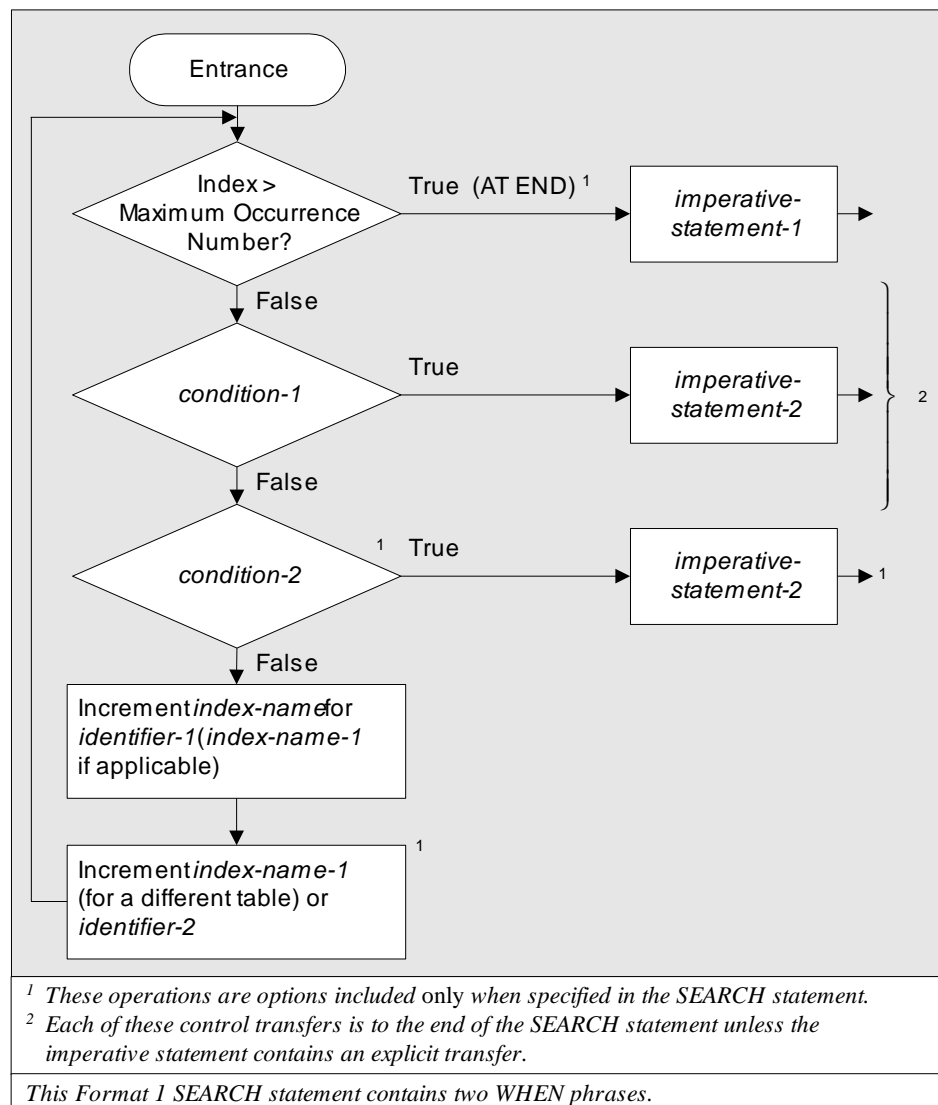 Entrance
Index >
Maximum Occurrence
Number?
True (AT END) 1
imperative-
statement-1
False
condition-1
True
imperative-
statement-2
2
False
condition-2
1
True
imperative-
statement-2
1
False
Increment index-name for
identifier-1 (index-name-1
if applicable)
Increment index-name-1
(for a different table) or
identifier-2
1
1 These operations are options included only when specified in the SEARCH statement.
2 Each of these control transfers is to the end of the SEARCH statement unless the
imperative statement contains an explicit transfer.
This Format 1 SEARCH statement contains two WHEN phrases.